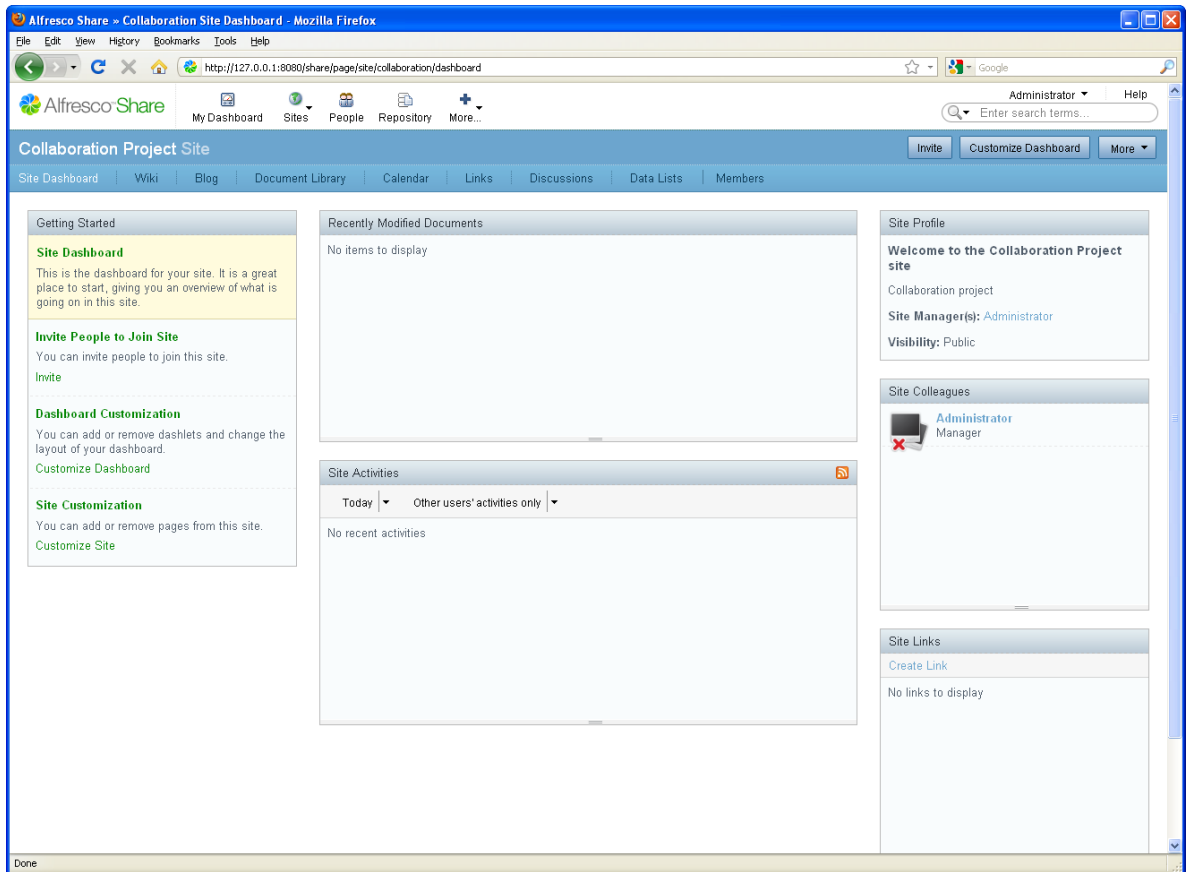 Alfresco Share » Collaboration Site Dashboard - Mozilla Firefox
File Edit View History Bookmarks Tools Help
http://127.0.0.1:8080/share/page/site/collaboration/dashboard
Google
Alfresco Share
My Dashboard Sites People Repository More...
Administrator Help
Enter search terms...
Collaboration Project Site
Invite Customize Dashboard More
Site Dashboard Wiki Blog Document Library Calendar Links Discussions Data Lists Members
Getting Started
Site Dashboard
This is the dashboard for your site. It is a great
place to start, giving you an overview of what is
going on in this site.
Invite People to Join Site
You can invite people to join this site.
Invite
Dashboard Customization
You can add or remove dashlets and change the
layout of your dashboard.
Customize Dashboard
Site Customization
You can add or remove pages from this site.
Customize Site
Recently Modified Documents
No items to display
Site Activities
Today Other users' activities only
No recent activities
Site Profile
Welcome to the Collaboration Project
site
Collaboration project
Site Manager(s): Administrator
Visibility: Public
Site Colleagues
Administrator
Manager
Site Links
Create Link
No links to display
Done